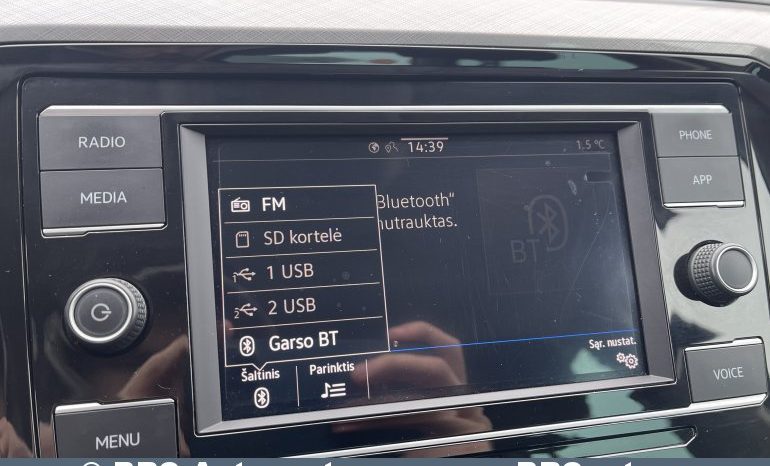 RADIO
MEDIA
MENU
PHONE
APP
VOICE
14:39
1.5 °C
FM
SD kortelė
1 USB
2 USB
Garso BT
Bluetooth“
nutrauktas.
BT
Šaltinis
Parinktis
Sąr. nustat.